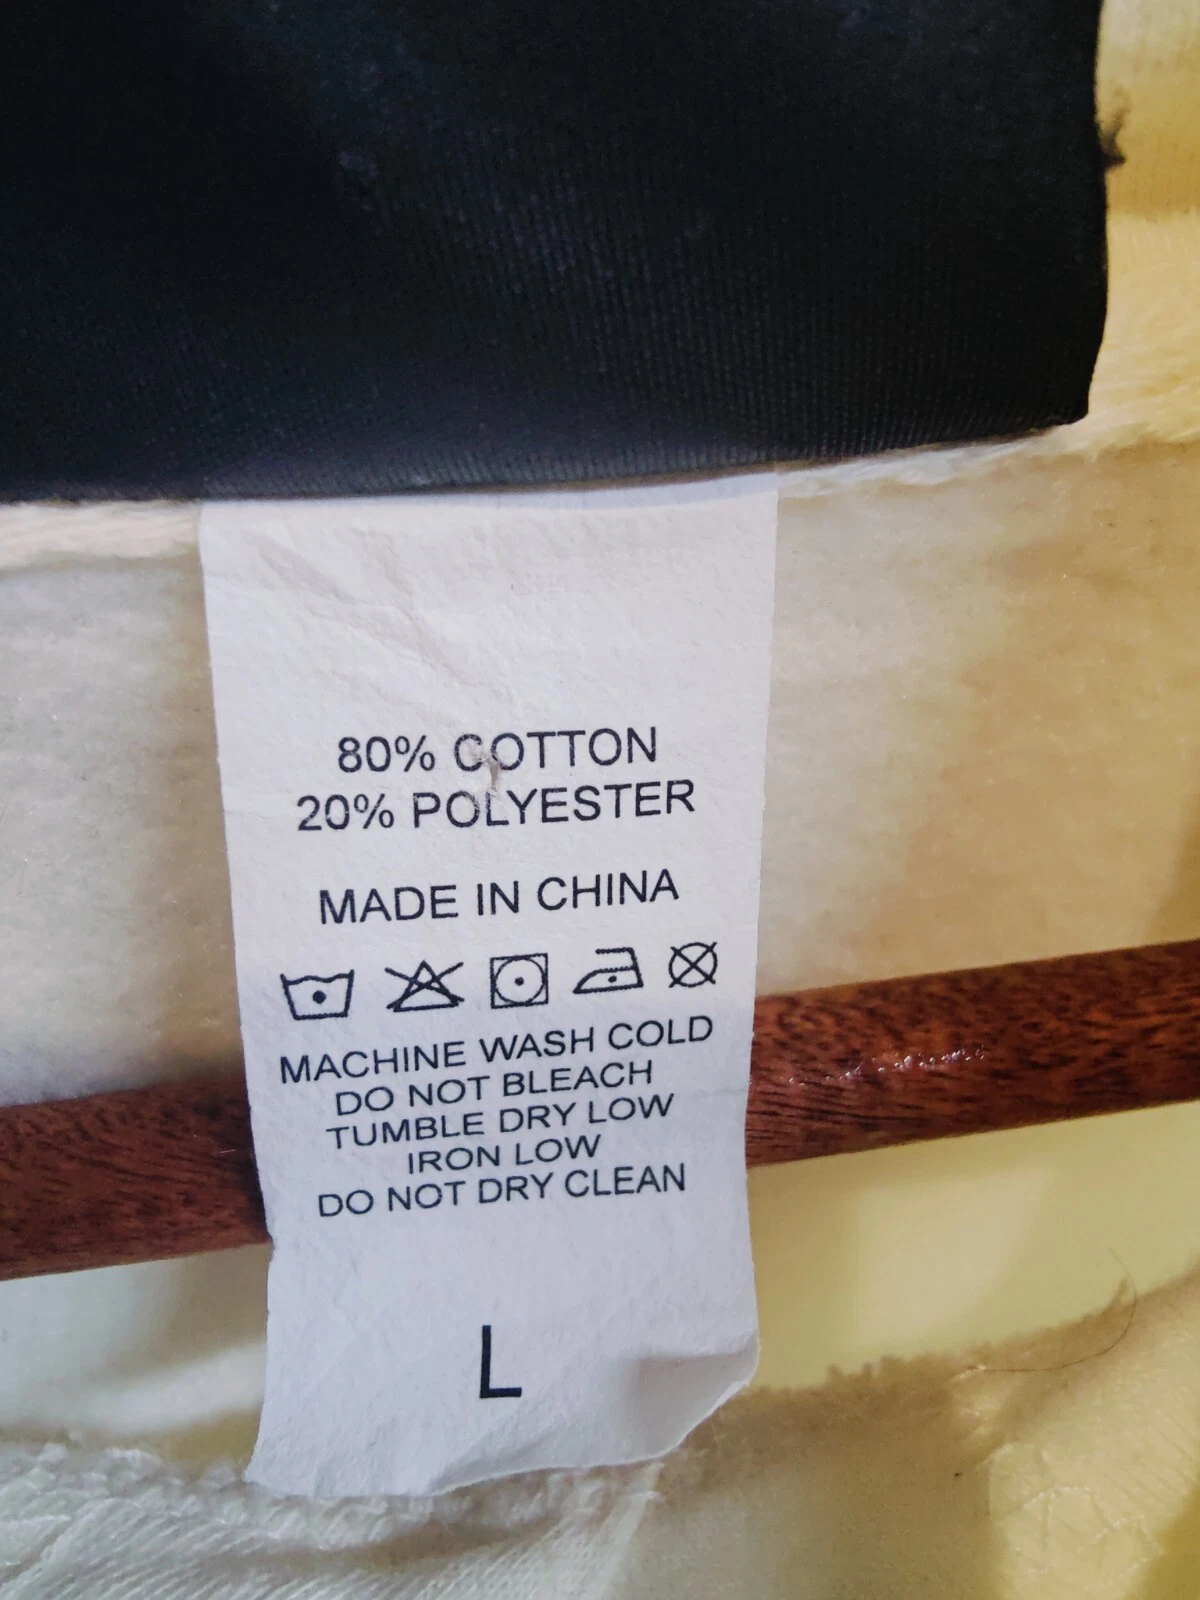 80% COTTON
20% POLYESTER
MADE IN CHINA
MACHINE WASH COLD
DO NOT BLEACH
TUMBLE DRY LOW
IRON LOW
DO NOT DRY CLEAN
L